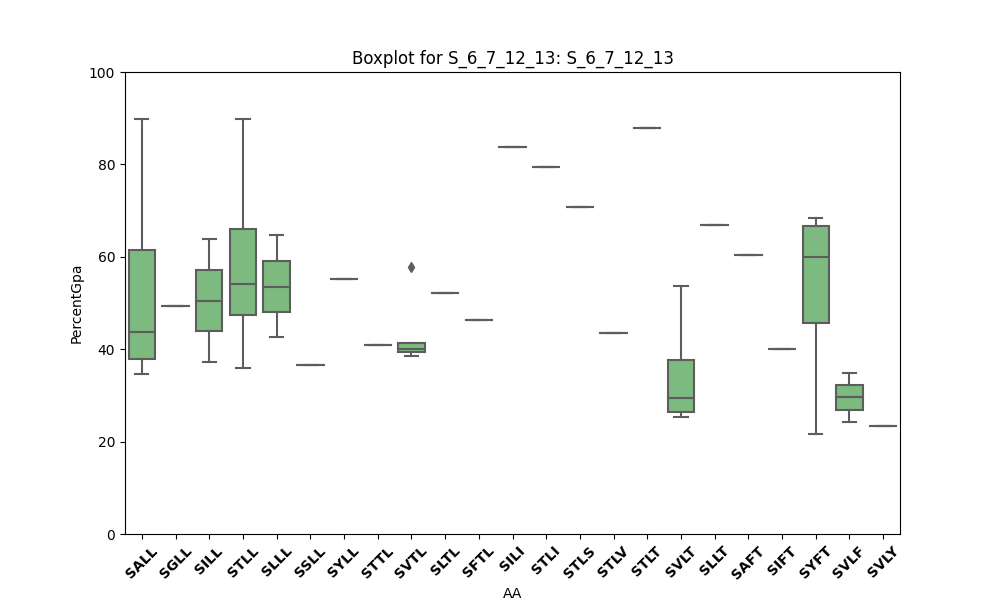 Boxplot for S_6_7_12_13: S_6_7_12_13
100
80
60
40
20
0
PercentGpa
SALL SGLL SILL STLL SLLL SSLL SYLL STTL SVTL SLTL SFTL SILI STLI STLS STLV STLT SVLT SLLT SAFT SIFT SYFT SVLF SVLY
AA